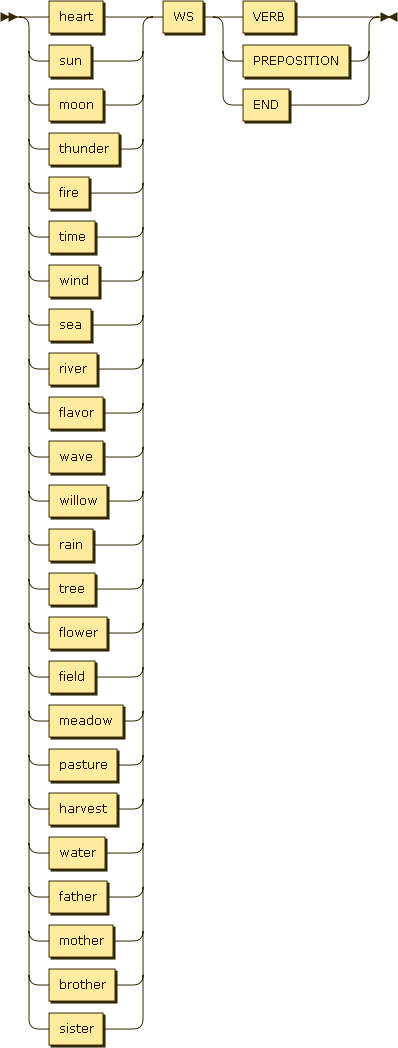 heart WS VERB
sun PREPOSITION
moon END
thunder
fire
time
wind
sea
river
flavor
wave
willow
rain
tree
flower
field
meadow
pasture
harvest
water
father
mother
brother
sister